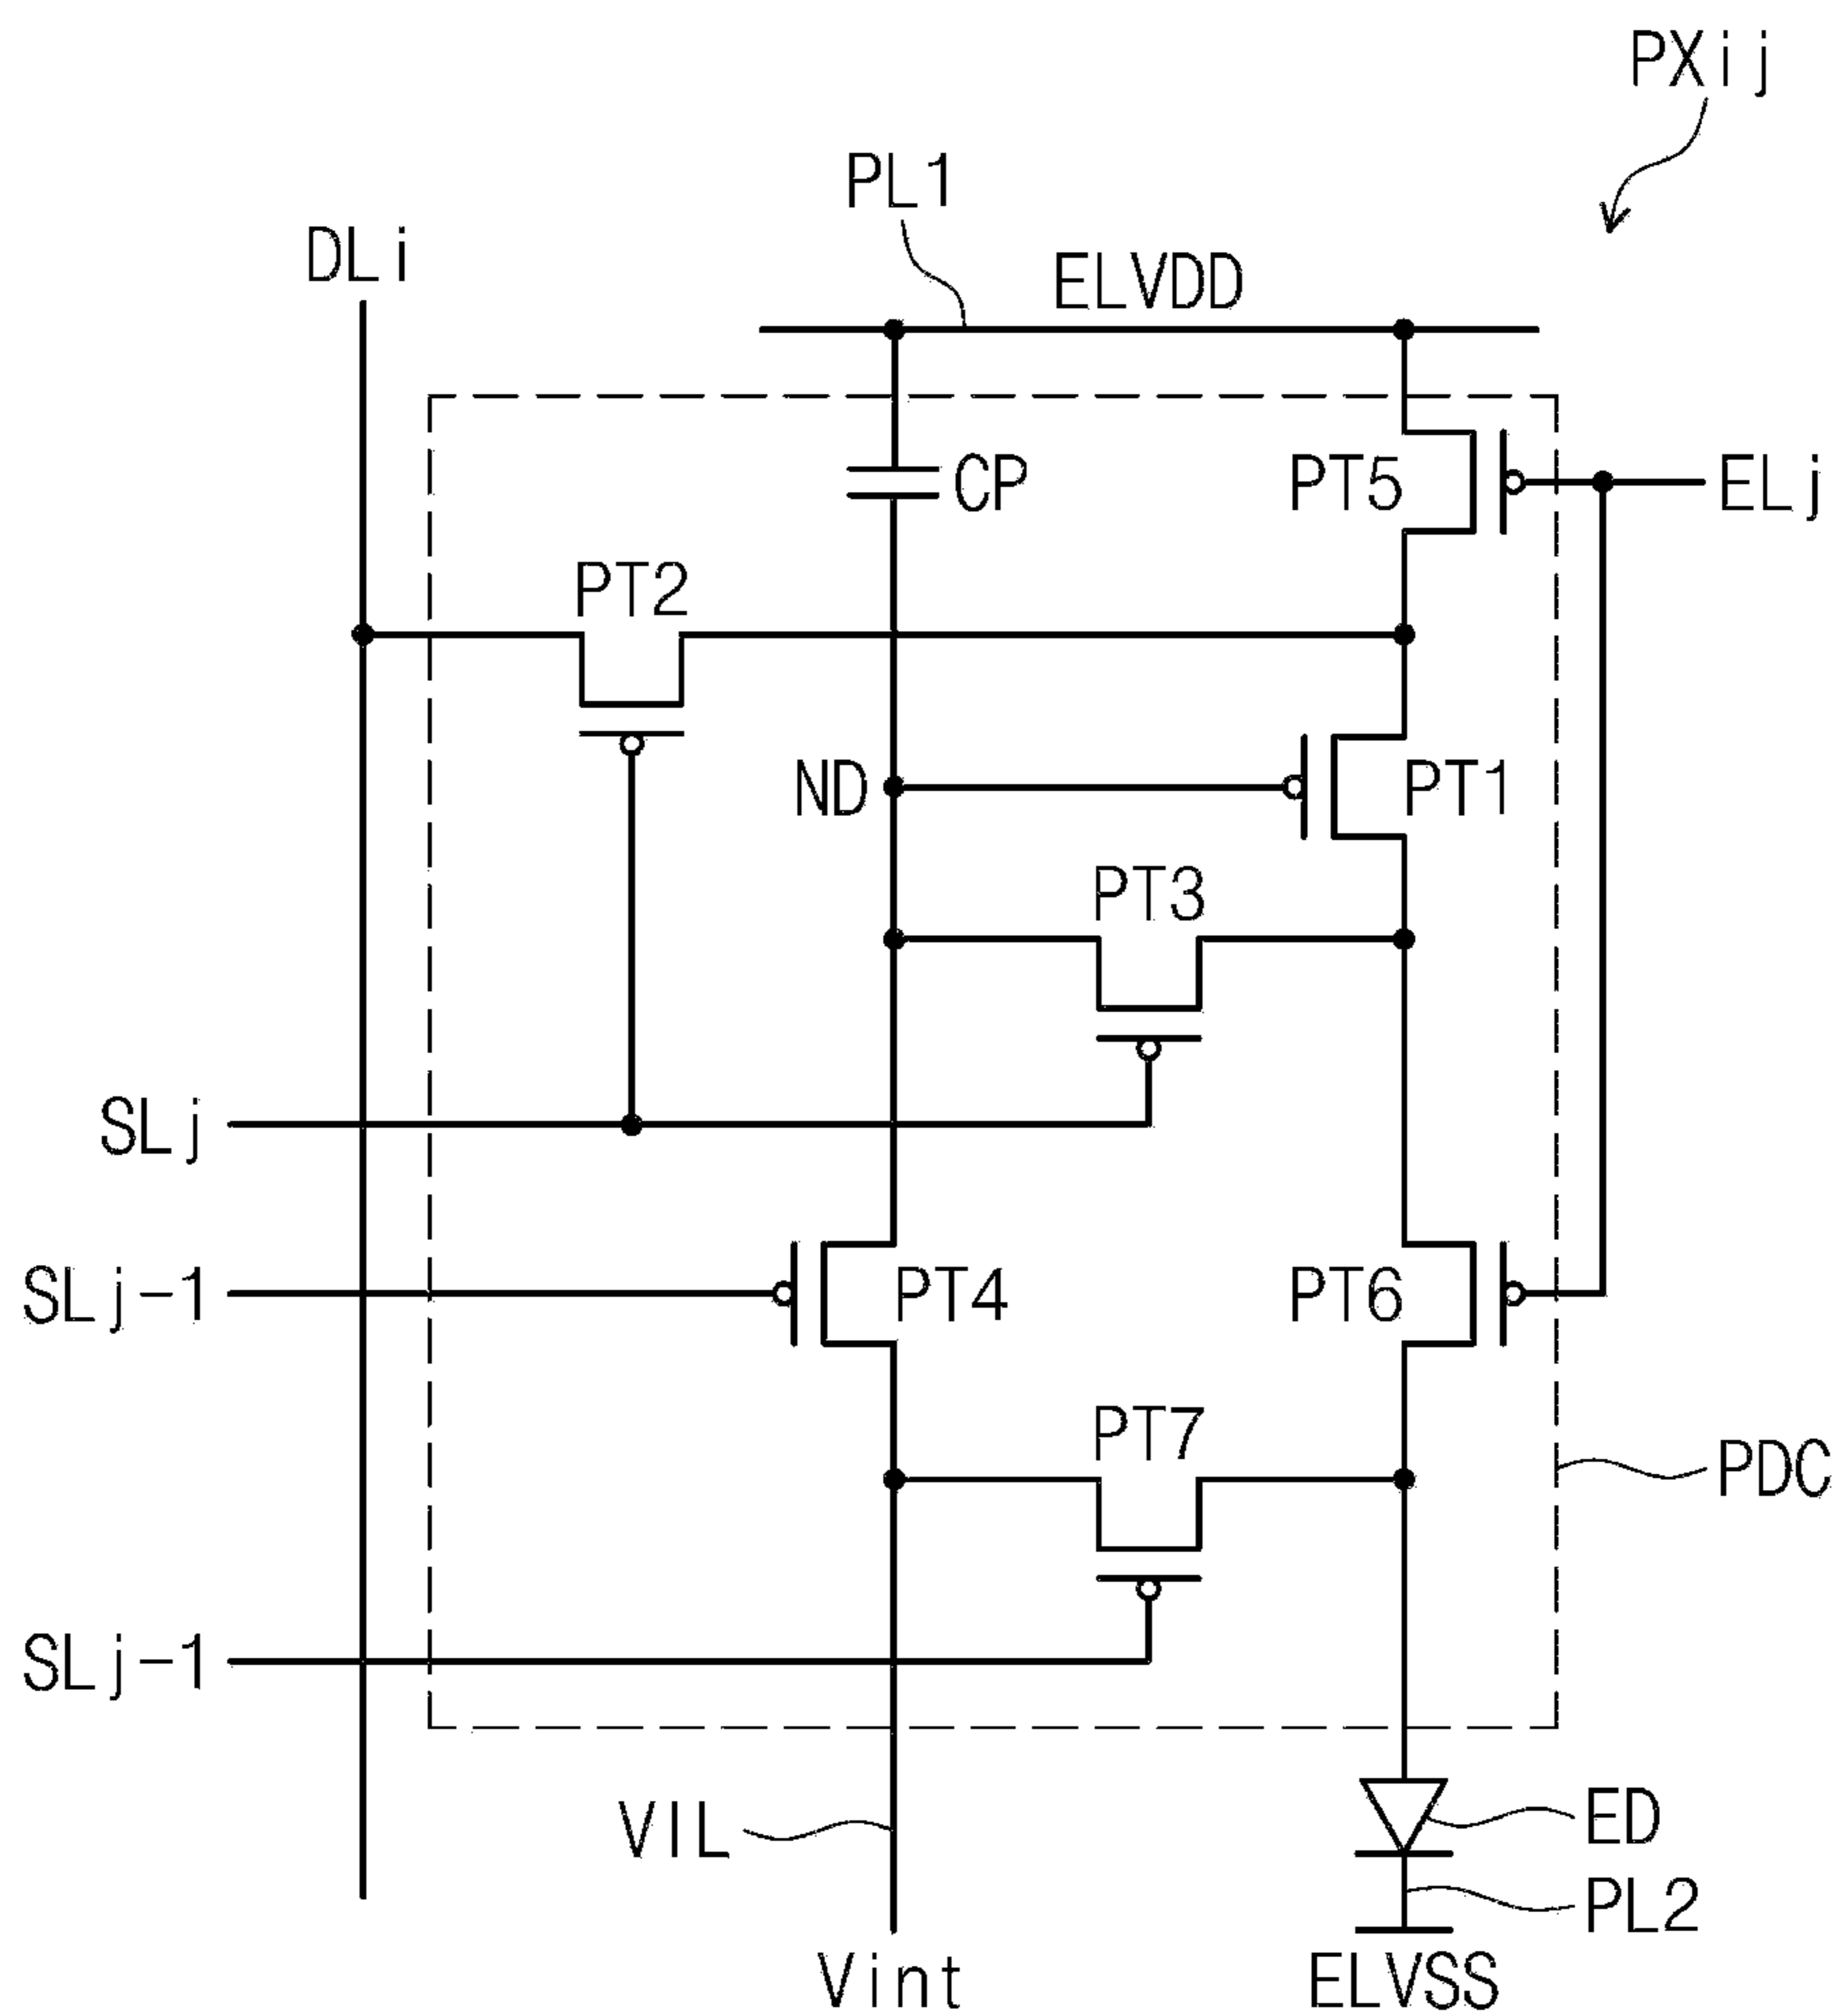 PXij
PL1
DLi
ELVDD
CP
PT5
ELj
PT2
ND
PT1
PT3
SLj
SLj-1
PT4
PT6
PT7
PDC
SLj-1
VIL
ED
PL2
Vint
ELVSS